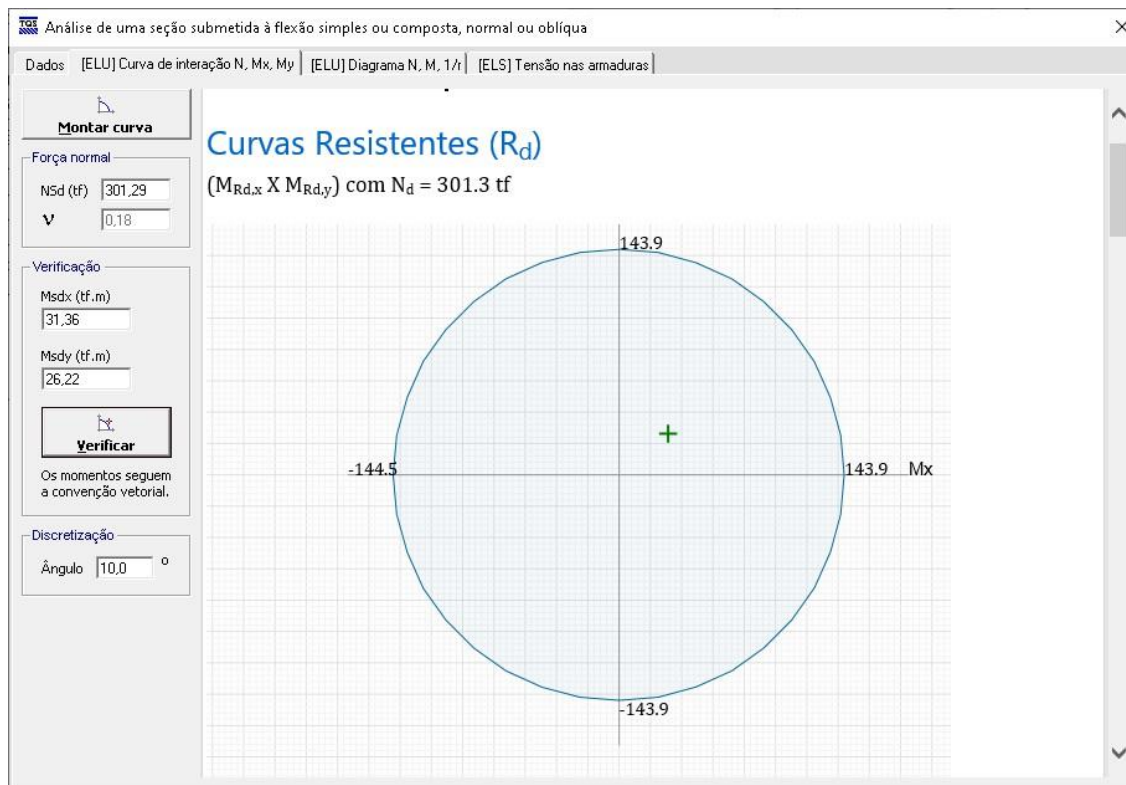 TQS Análise de uma seção submetida à flexão simples ou composta, normal ou oblíqua
Dados [ELU] Curva de interação N, Mx, My [ELU] Diagrama N, M, 1/r [ELS] Tensão nas armaduras
Montar curva
Força normal
NSd (tf) 301,29
ν 0,18
Verificação
Msdx (tf.m)
31,36
Msdy (tf.m)
26,22
Verificar
Os momentos seguem
a convenção vetorial.
Discretização
Ângulo 10,0 º
Curvas Resistentes (Rd)
(MRd,x X MRd,y) com Nd = 301.3 tf
143.9
-144.5 143.9 Mx
-143.9